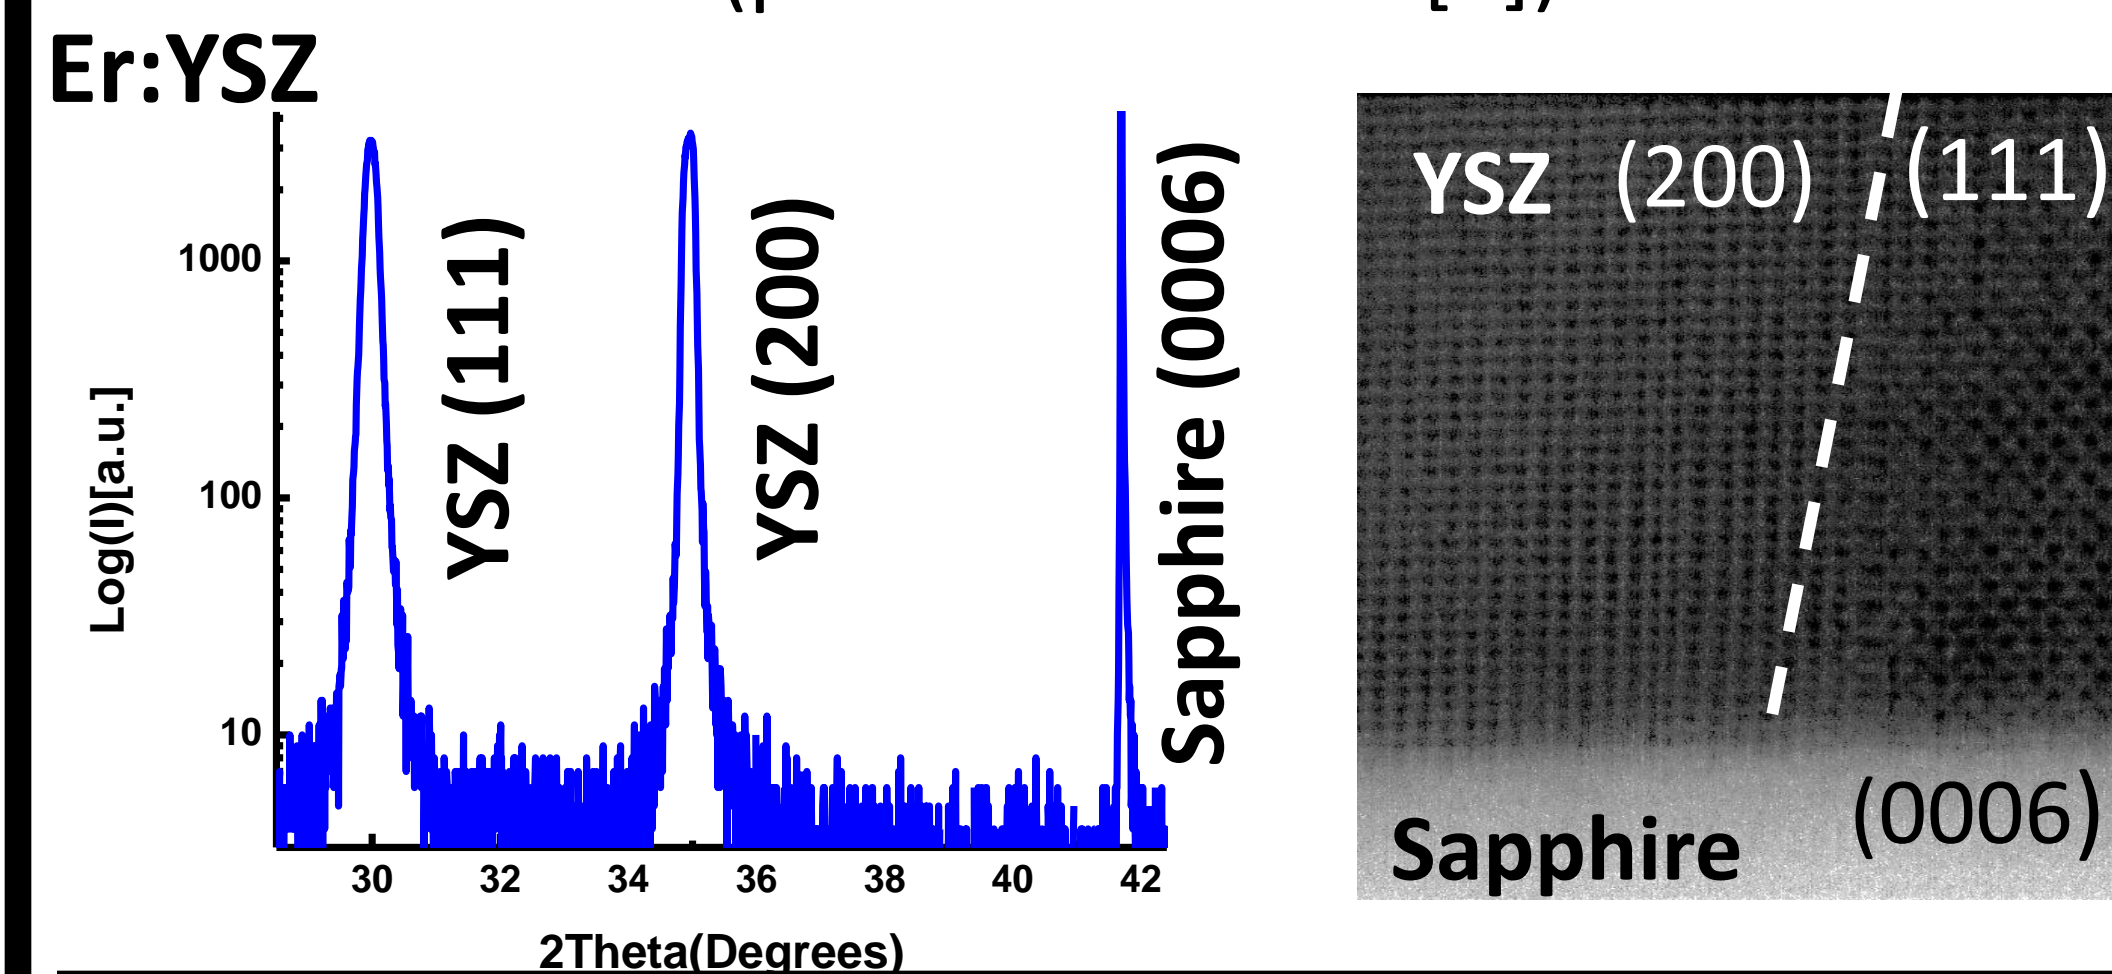 Er:YSZ
Log(I)[a.u.]
1000
100
10
YSZ (111)
YSZ (200)
Sapphire (0006)
30 32 34 36 38 40 42
2Theta(Degrees)
YSZ (200) (111)
(0006)
Sapphire